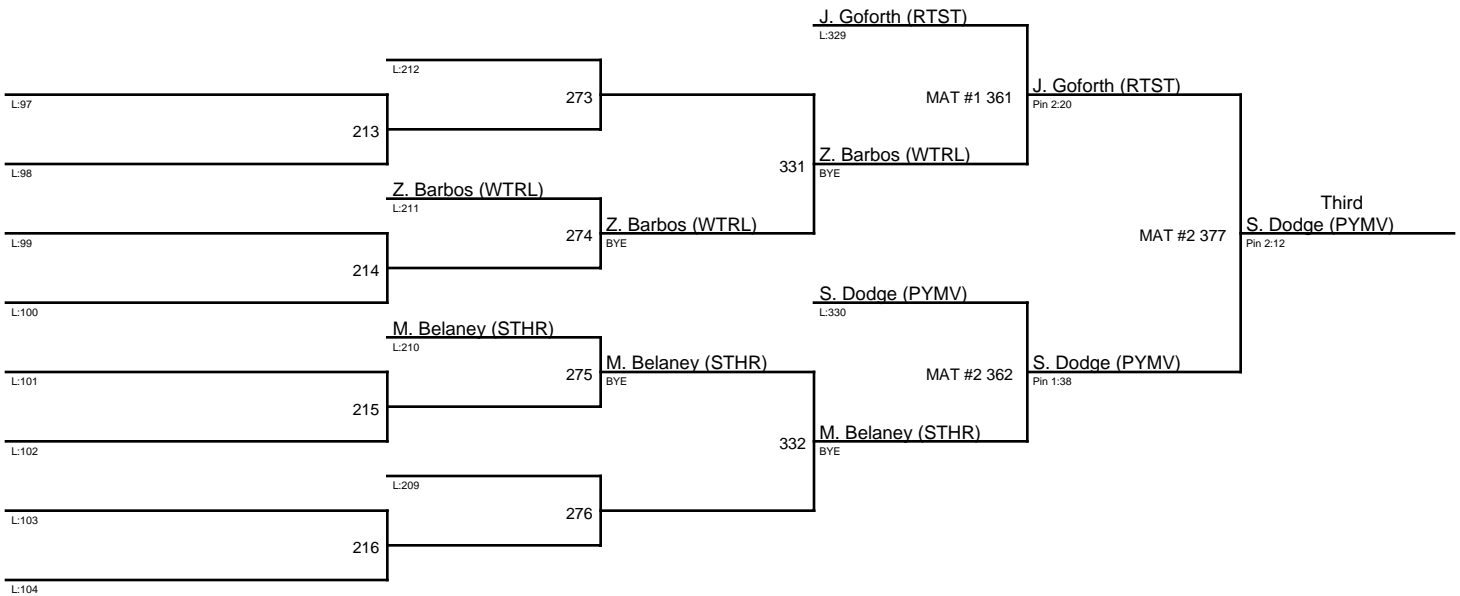 J. Goforth (RTST)
L:329
L:212
J. Goforth (RTST)
L:97
273
MAT #1 361
Pin 2:20
213
Z. Barbos (WTRL)
331
L:98
BYE
Z. Barbos (WTRL)
Third
L:211
Z. Barbos (WTRL)
S. Dodge (PYMV)
L:99
274
BYE
MAT #2 377
Pin 2:12
214
S. Dodge (PYMV)
L:100
L:330
M. Belaney (STHR)
L:210
M. Belaney (STHR)
S. Dodge (PYMV)
L:101
275
BYE
MAT #2 362
Pin 1:38
215
M. Belaney (STHR)
332
L:102
BYE
L:209
L:103
276
216
L:104